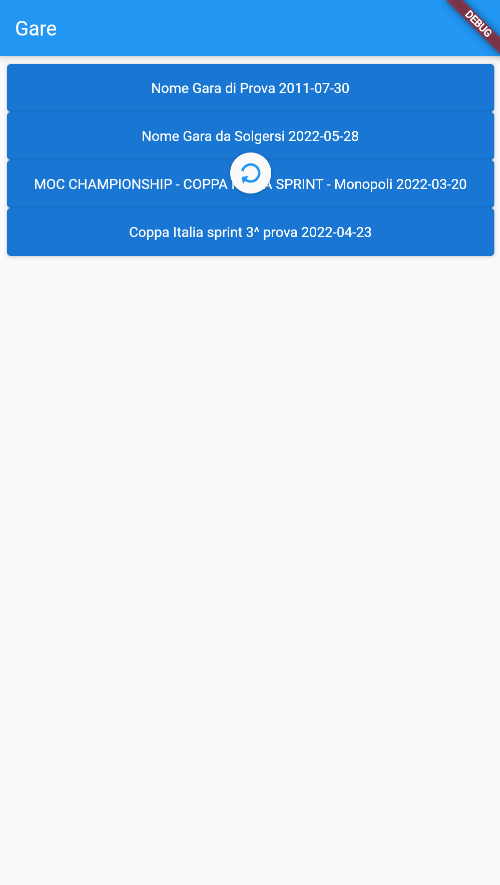 Gare
DEBUG
Nome Gara di Prova 2011-07-30
Nome Gara da Solgersi 2022-05-28
MOC CHAMPIONSHIP - COPPA SPRINT - Monopoli 2022-03-20
Coppa Italia sprint 3^ prova 2022-04-23